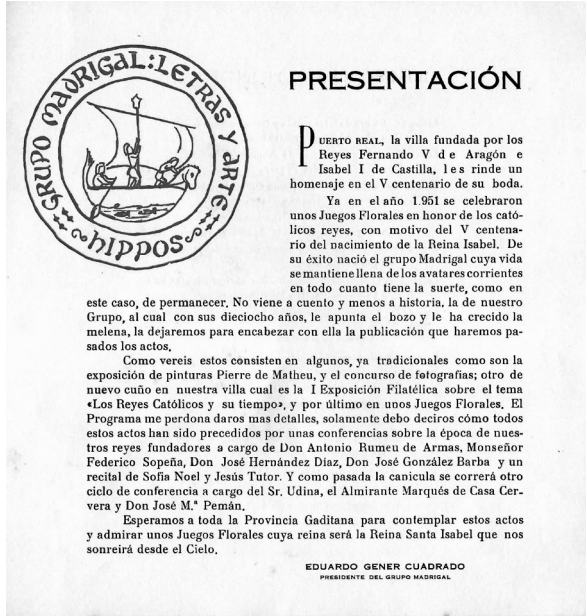 GRUPO MADRIGAL: LETRAS Y ARTE
HIPPOS
PRESENTACIÓN
PUERTO REAL, la villa fundada por los
Reyes Fernando V de Aragón e
Isabel I de Castilla, les rinde un
homenaje en el V centenario de su boda.
Ya en el año 1.951 se celebraron
unos Juegos Florales en honor de los cató-
licos reyes, con motivo del V centena-
rio del nacimiento de la Reina Isabel. De
su éxito nació el grupo Madrigal cuya vida
se mantiene llena de los avatares corrientes
en todo cuanto tiene la suerte, como en
este caso, de permanecer. No viene a cuento y menos a historia, la de nuestro
Grupo, al cual con sus dieciocho años, le apunta el bozo y le ha crecido la
melena, la dejaremos para encabezar con ella la publicación que haremos pa-
sados los actos.
Como vereis estos consisten en algunos, ya tradicionales como son la
exposición de pinturas Pierre de Matheu, y el concurso de fotografias; otro de
nuevo cuño en nuestra villa cual es la I Exposición Filatélica sobre el tema
«Los Reyes Católicos y su tiempo», y por último en unos Juegos Florales. El
Programa me perdona daros mas detalles, solamente debo deciros cómo todos
estos actos han sido precedidos por unas conferencias sobre la época de nues-
tros reyes fundadores a cargo de Don Antonio Rumeu de Armas, Monseñor
Federico Sopeña, Don José Hernández Díaz, Don José González Barba y un
recital de Sofia Noel y Jesús Tutor. Y como pasada la canicula se correrá otro
ciclo de conferencia a cargo del Sr. Udina, el Almirante Marqués de Casa Cer-
vera y Don José M.ª Pemán.
Esperamos a toda la Provincia Gaditana para contemplar estos actos
y admirar unos Juegos Florales cuya reina será la Reina Santa Isabel que nos
sonreirá desde el Cielo.
EDUARDO GENER CUADRADO
PRESIDENTE DEL GRUPO MADRIGAL